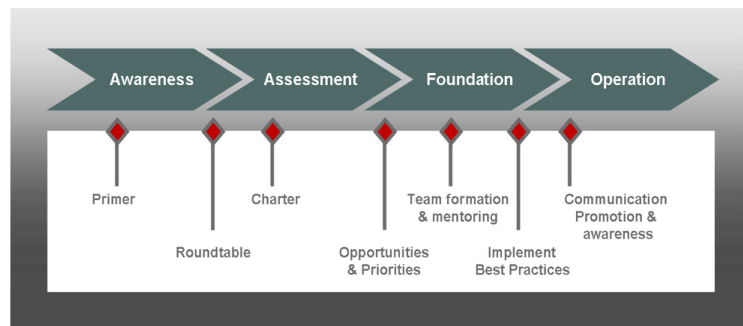 Awareness
Assessment
Foundation
Operation
Primer
Roundtable
Charter
Opportunities
& Priorities
Team formation
& mentoring
Implement
Best Practices
Communication
Promotion &
awareness